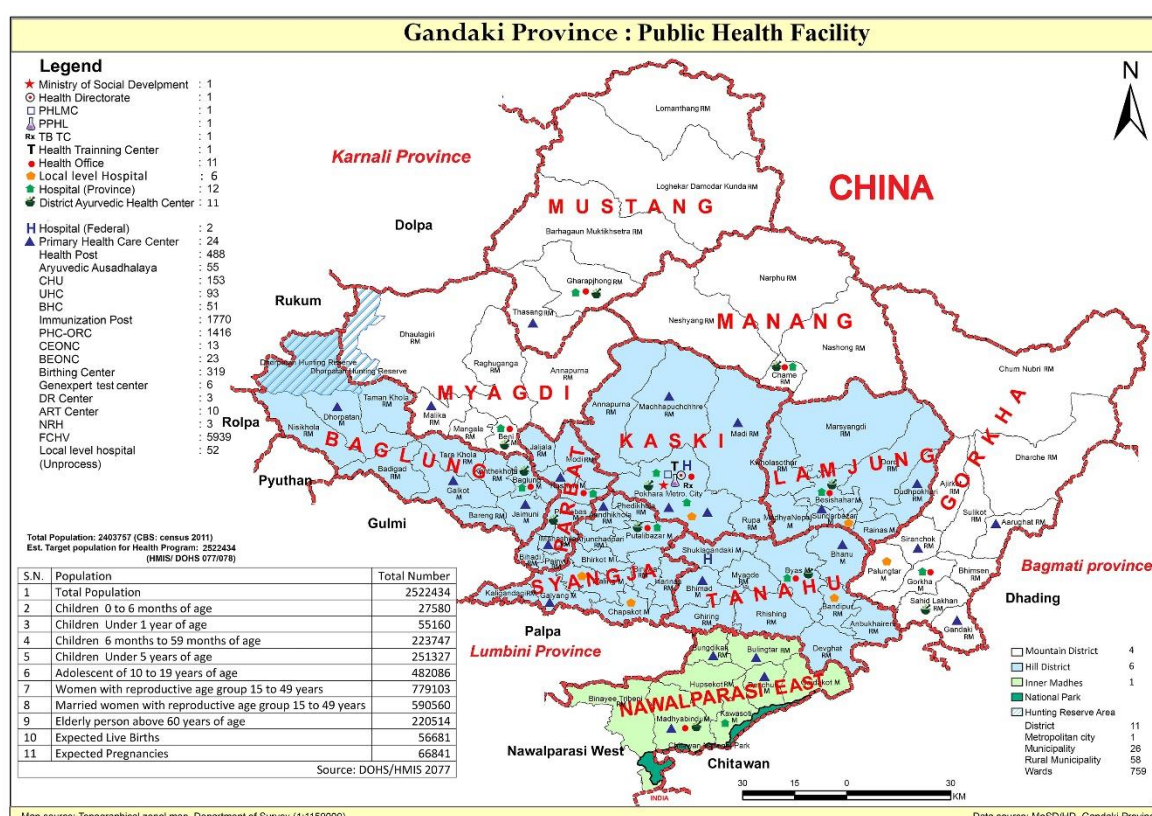 Gandaki Province : Public Health Facility
Legend
Ministry of Social Develpment : 1
Health Directorate : 1
PHLMC : 1
PPHL : 1
Rx TB TC : 1
T Health Trainning Center : 1
Health Office : 11
Local level Hospital : 6
Hospital (Province) : 12
District Ayurvedic Health Center : 11
H Hospital (Federal) : 2
Primary Health Care Center : 24
Health Post : 488
Aryuvedic Ausadhalaya : 55
CHU : 153
UHC : 93
BHC : 51
Immunization Post : 1770
PHC-ORC : 1416
CEONC : 13
BEONC : 23
Birthing Center : 319
Genexpert test center : 6
DR Center : 3
ART Center : 10
NRH : 3
FCHV : 5939
Local level hospital : 52
(Unprocess)
N
Karnali Province
CHINA
Dolpa
Rukum
Rolpa
Pyuthan
Gulmi
Palpa
Lumbini Province
Nawalparasi West
Chitawan
Dhading
Bagmati province
INDIA
MUSTANG
Lomanthang RM
Loghekar Damodar Kunda RM
Barhagaun Muktikhsetra RM
Gharapjhong RM
Thasang RM
MANANG
Narphu RM
Neshyang RM
Nashong RM
Chame RM
MYAGDI
Dhaulagiri RM
Raghuganga RM
Annapurna RM
Malika RM
Mangala RM
Beni M
Dhorpatan Hunting Reserve
BAGLUNG
Taman Khola RM
Dhorpatan M
Nisikhola RM
Tara Khola RM
Badigad RM
Galkot M
Bareng RM
Jaimuni M
Baglung M
PARBAT
Jaljala RM
Modi RM
Bihadi RM
KASKI
Annapurna RM
Machhapuchchhre RM
Madi RM
Pokhara Metro. City
T H
Rx
Rupa RM
LAMJUNG
Marsyangdi RM
Kwholasothar RM
Dordi RM
Dudhpokhari RM
Besishahar M
MadhyaNepal M
Sundarbazar M
Rainas M
GORKHA
Chum Nubri RM
Dharche RM
Ajirkot RM
Sulikot RM
Aarughat RM
Siranchok RM
Palungtar M
Gorkha M
Bhimsen RM
Sahid Lakhan RM
Gandaki RM
SYANGJA
Phedikhola RM
Putalibazar M
Bhirkot M
Kaligandagi RM
Galyang M
Chapakot M
TANAHU
Shuklagandaki M
H
Bhimad M
Myagde RM
Byas M
Bhanu M
Bandipur RM
Ghiring RM
Rhishing RM
Anbukhaireni RM
Devghat RM
NAWALPARASI EAST
Bungdikali RM
Bulingtar RM
Hupsekot RM
Binayee Tribeni RM
Madhyabindu M
Kawasoti M
Total Population: 2403757 (CBS: census 2011)
Est. Target population for Health Program: 2522434
(HMIS/ DOHS 077/078)
S.N. Population Total Number
1 Total Population 2522434
2 Children 0 to 6 months of age 27580
3 Children Under 1 year of age 55160
4 Children 6 months to 59 months of age 223747
5 Children Under 5 years of age 251327
6 Adolescent of 10 to 19 years of age 482086
7 Women with reproductive age group 15 to 49 years 779103
8 Married women with reproductive age group 15 to 49 years 590560
9 Elderly person above 60 years of age 220514
10 Expected Live Births 56681
11 Expected Pregnancies 66841
Source: DOHS/HMIS 2077
Mountain District 4
Hill District 6
Inner Madhes 1
National Park
Hunting Reserve Area
District 11
Metropolitan city 1
Municipality 26
Rural Municipality 58
Wards 759
30 15 0 30
KM